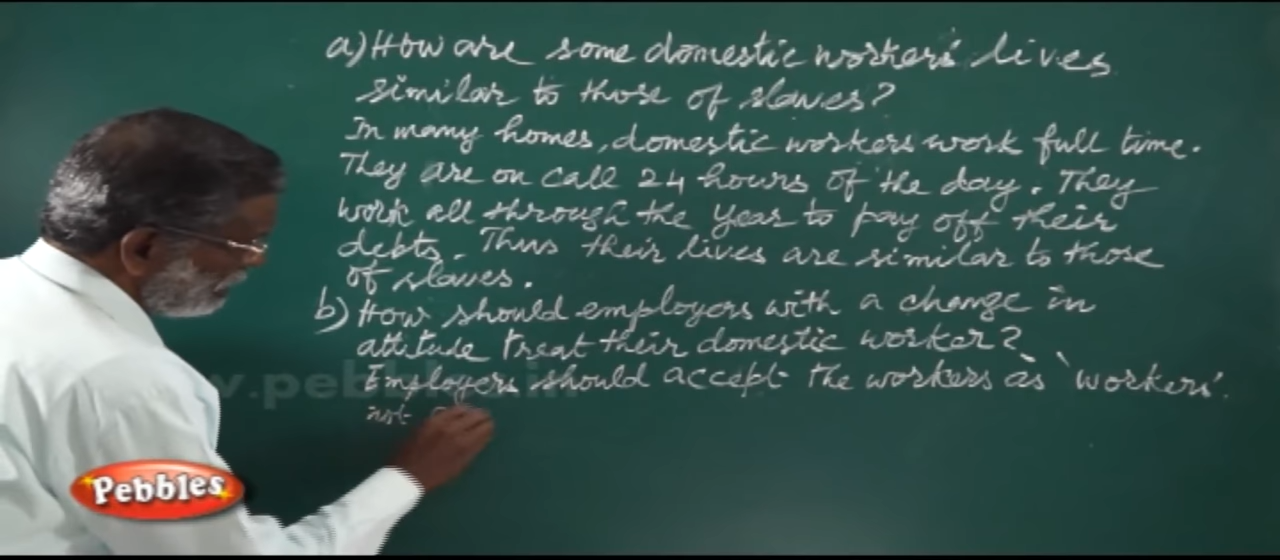 a) How are some domestic workers' lives
similar to those of slaves?
In many homes, domestic workers work full time.
They are on call 24 hours of the day. They
work all through the year to pay off their
debts. Thus their lives are similar to those
of slaves.
b) How should employers with a change in
attitude treat their domestic worker?
Employers should accept the workers as 'workers'.
not
Pebbles